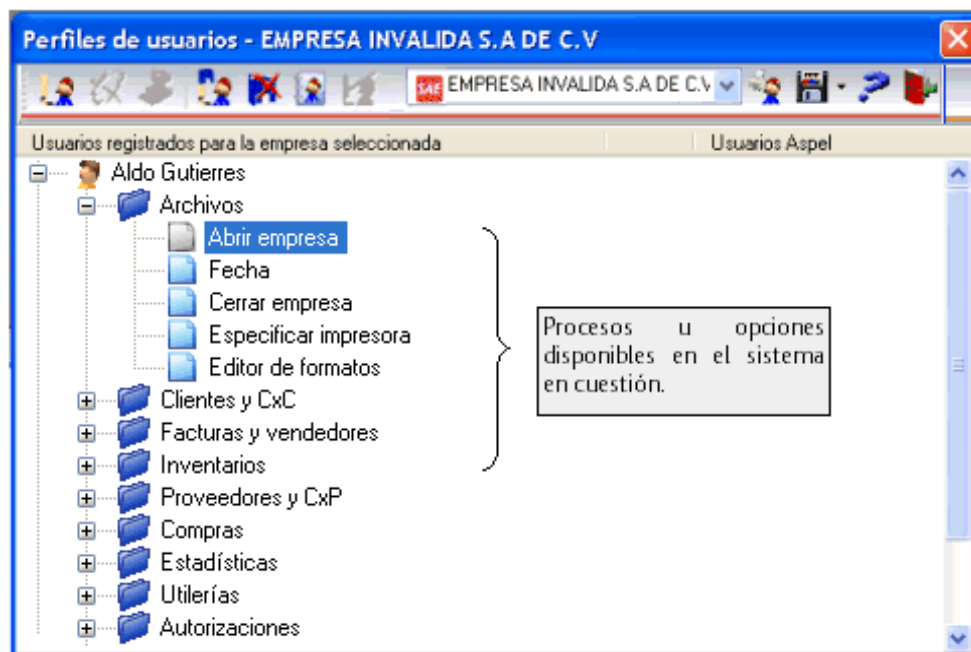 Perfiles de usuarios - EMPRESA INVALIDA S.A DE C.V
SAE EMPRESA INVALIDA S.A DE C.V
Usuarios registrados para la empresa seleccionada Usuarios Aspel
Aldo Gutierres
Archivos
Abrir empresa
Fecha
Cerrar empresa
Especificar impresora
Editor de formatos
Procesos u opciones
disponibles en el sistema
en cuestión.
Clientes y CxC
Facturas y vendedores
Inventarios
Proveedores y CxP
Compras
Estadísticas
Utilerías
Autorizaciones